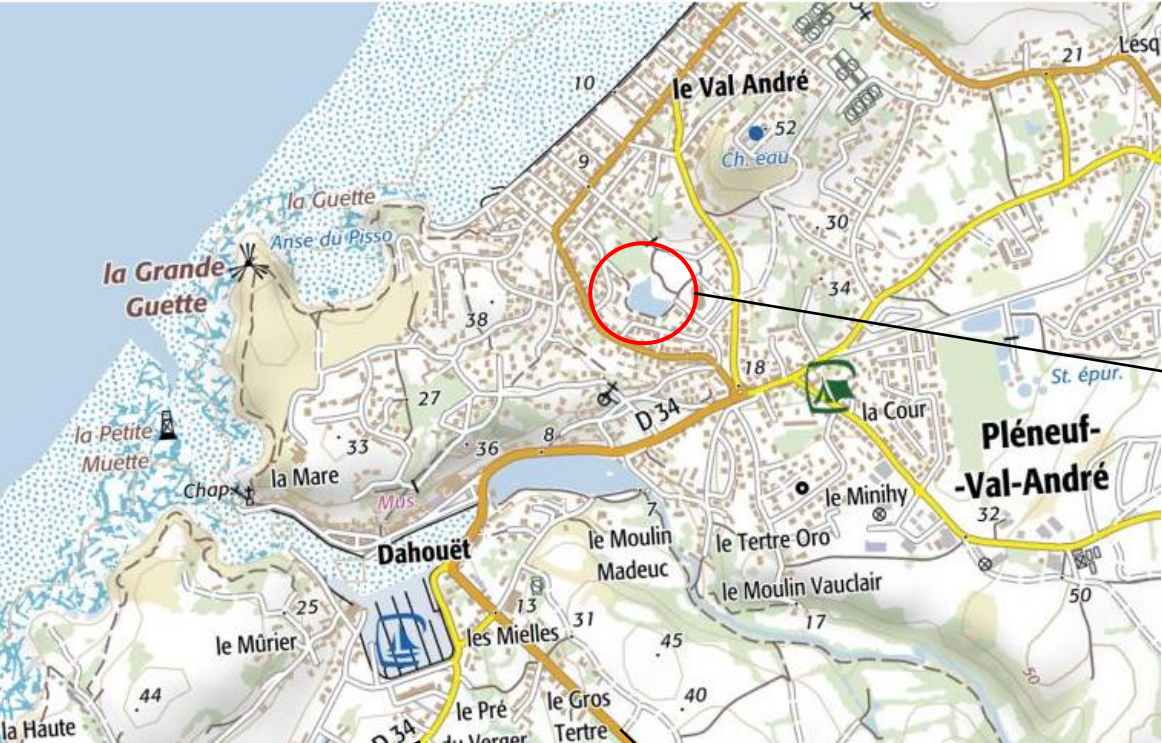 Lesq
21
10
le Val André
52
Ch. eau
9
la Guette
30
Anse du Pisso
la Grande
Guette
34
38
18
St. épur.
27
D 34
la Cour
la Petite
Muette
33
36
8
Pléneuf-
-Val-André
la Mare
Chap.
Mus.
le Minihy
7
32
le Moulin
Madeuc
le Tertre Oro
Dahouët
le Moulin Vauclair
50
25
13
31
17
le Mûrier
les Mielles
45
50
44
40
le Gros
Tertre
le Pré
du Verger
la Haute
D 34